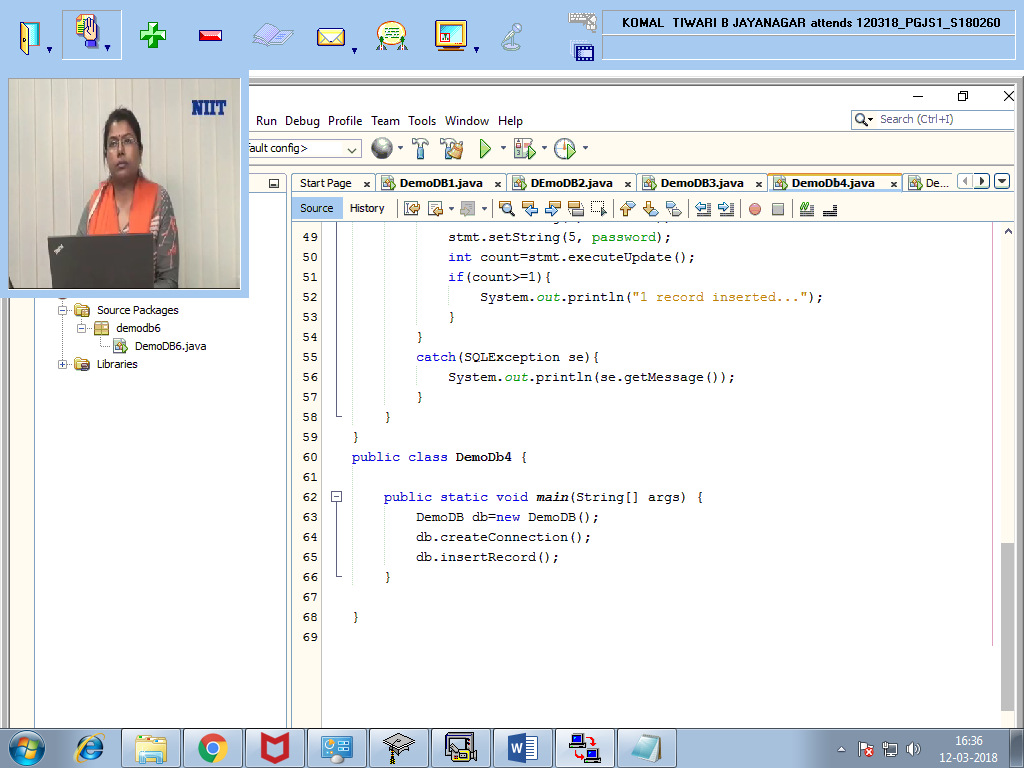 KOMAL TIWARI B JAYANAGAR attends 120318_PGJS1_S180260
NIIT
Run Debug Profile Team Tools Window Help
Search (Ctrl+I)
config>
Start Page
DemoDB1.java
DEmoDB2.java
DemoDB3.java
DemoDb4.java
De...
Source History
49 stmt.setString(5, password);
50 int count=stmt.executeUpdate();
51 if(count>=1){
52 System.out.println("1 record inserted...");
53 }
54 }
55 catch(SQLException se){
56 System.out.println(se.getMessage());
57 }
58 }
59 }
60 public class DemoDb4 {
61
62 public static void main(String[] args) {
63 DemoDB db=new DemoDB();
64 db.createConnection();
65 db.insertRecord();
66 }
67
68 }
69
Source Packages
demodb6
DemoDB6.java
Libraries
16:36
12-03-2018